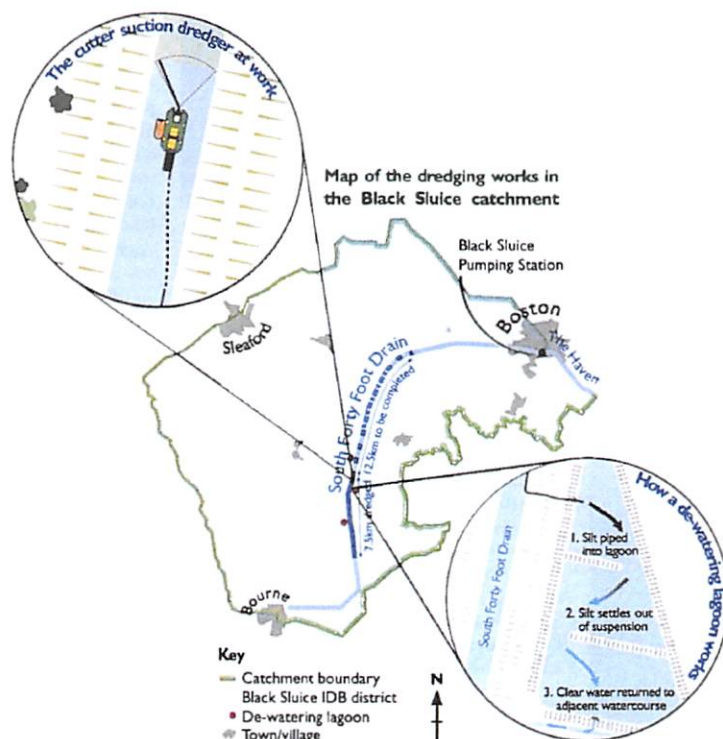 The cutter suction dredger at work
Map of the dredging works in
the Black Sluice catchment
Black Sluice
Pumping Station
Boston
The Haven
Sleaford
South Forty Foot Drain
12.5km to be completed
7.5km dredged
Bourne
How a de-watering lagoon works
South Forty Foot Drain
1. Silt piped
into lagoon
2. Silt settles out
of suspension
3. Clear water returned to
adjacent watercourse
Key
Catchment boundary
Black Sluice IDB district
De-watering lagoon
Town/village
N